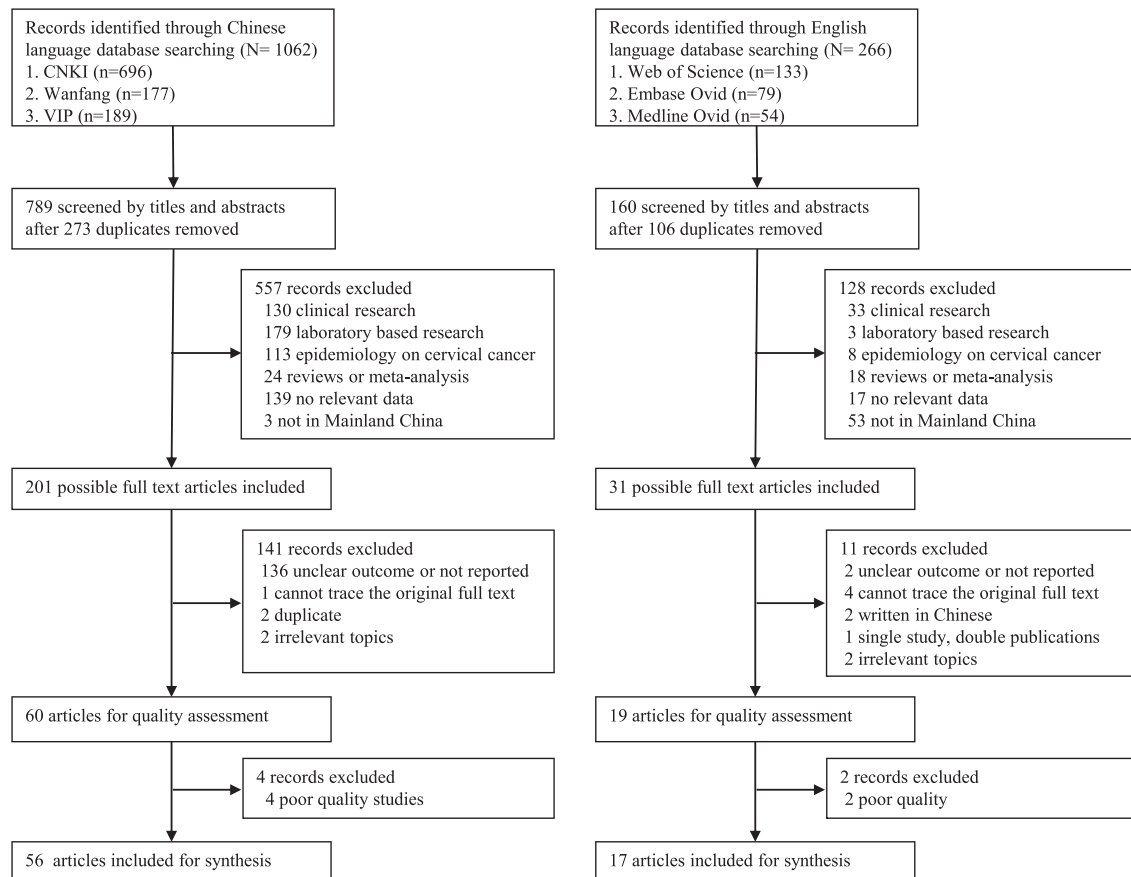 Records identified through Chinese
language database searching (N= 1062)
1. CNKI (n=696)
2. Wanfang (n=177)
3. VIP (n=189)
789 screened by titles and abstracts
after 273 duplicates removed
557 records excluded
130 clinical research
179 laboratory based research
113 epidemiology on cervical cancer
24 reviews or meta-analysis
139 no relevant data
3 not in Mainland China
201 possible full text articles included
141 records excluded
136 unclear outcome or not reported
1 cannot trace the original full text
2 duplicate
2 irrelevant topics
60 articles for quality assessment
4 records excluded
4 poor quality studies
56 articles included for synthesis
Records identified through English
language database searching (N= 266)
1. Web of Science (n=133)
2. Embase Ovid (n=79)
3. Medline Ovid (n=54)
160 screened by titles and abstracts
after 106 duplicates removed
128 records excluded
33 clinical research
3 laboratory based research
8 epidemiology on cervical cancer
18 reviews or meta-analysis
17 no relevant data
53 not in Mainland China
31 possible full text articles included
11 records excluded
2 unclear outcome or not reported
4 cannot trace the original full text
2 written in Chinese
1 single study, double publications
2 irrelevant topics
19 articles for quality assessment
2 records excluded
2 poor quality
17 articles included for synthesis